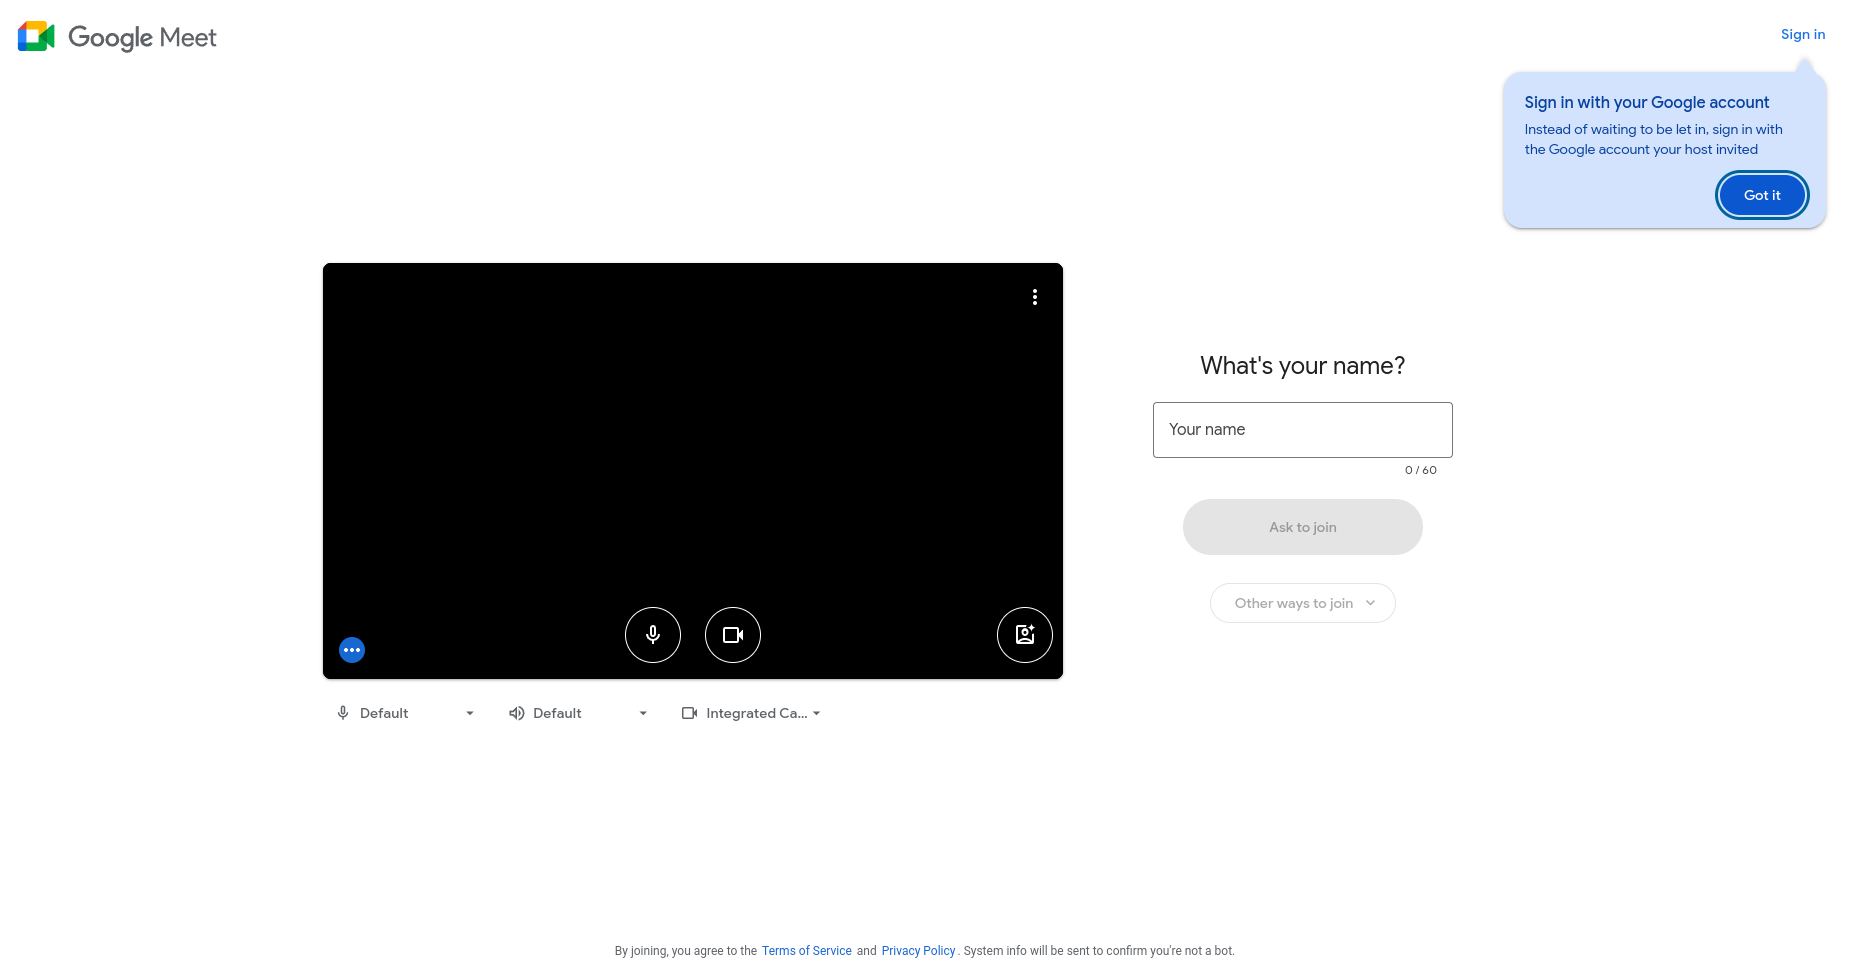 Google Meet
Sign in
Sign in with your Google account
Instead of waiting to be let in, sign in with
the Google account your host invited
Got it
What's your name?
Your name
0 / 60
Ask to join
Other ways to join
Default
Default
Integrated Ca...
By joining, you agree to the Terms of Service and Privacy Policy. System info will be sent to confirm you're not a bot.